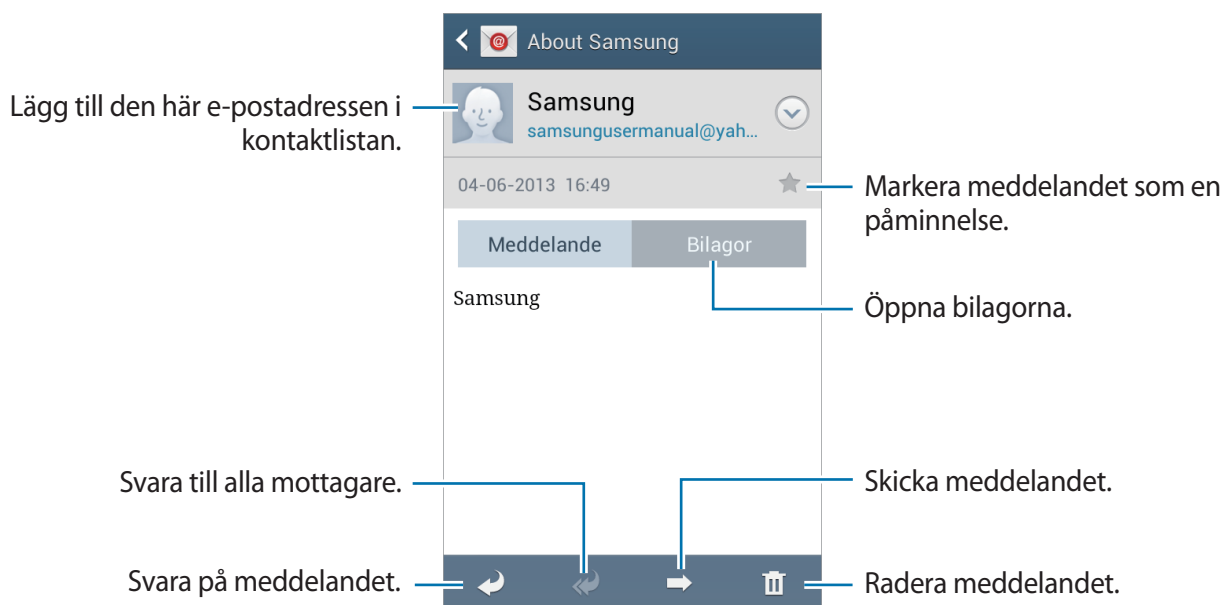 About Samsung
Lägg till den här e-postadressen i
kontaktlistan.
Samsung
samsungusermanual@yah...
04-06-2013 16:49
Markera meddelandet som en
påminnelse.
Meddelande
Bilagor
Samsung
Öppna bilagorna.
Svara till alla mottagare.
Skicka meddelandet.
Svara på meddelandet.
Radera meddelandet.